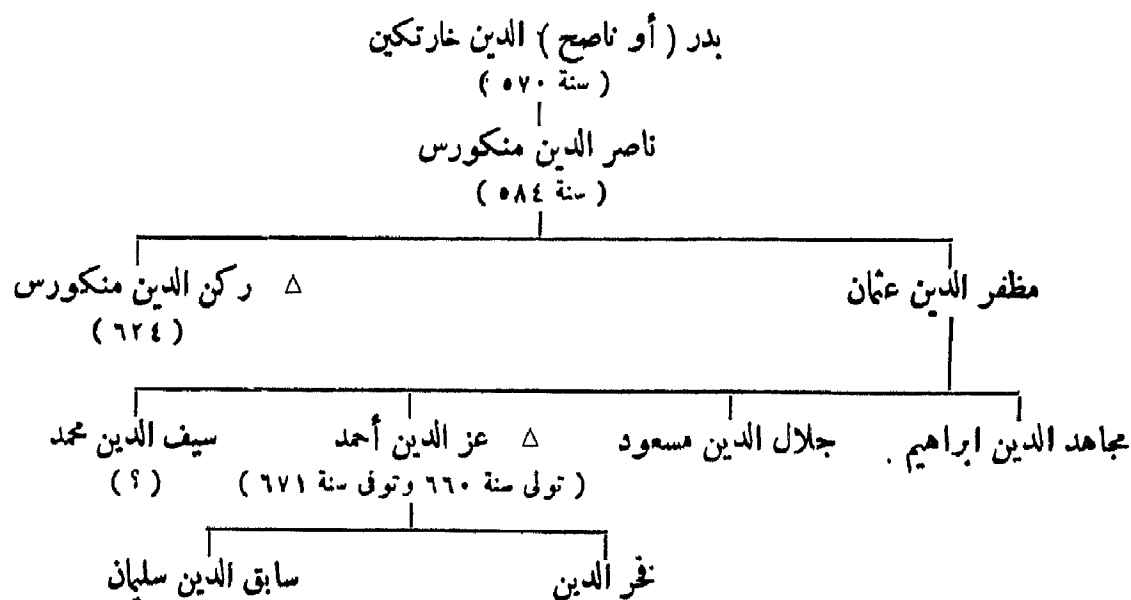 بدر ( أو ناصح ) الدين خارتكين
( سنة ٥٧٠ )
ناصر الدين منكورس
( سنة ٥٨٤ )
مظفر الدين عثمان △ ركن الدين منكورس
( ٦٢٤ )
مجاهد الدين ابراهيم . جلال الدين مسعود △ عز الدين أحمد سيف الدين محمد
( تولى سنة ٦٦٠ وتوفى سنة ٦٧١ ) ( ؟ )
فخر الدين سابق الدين سليمان